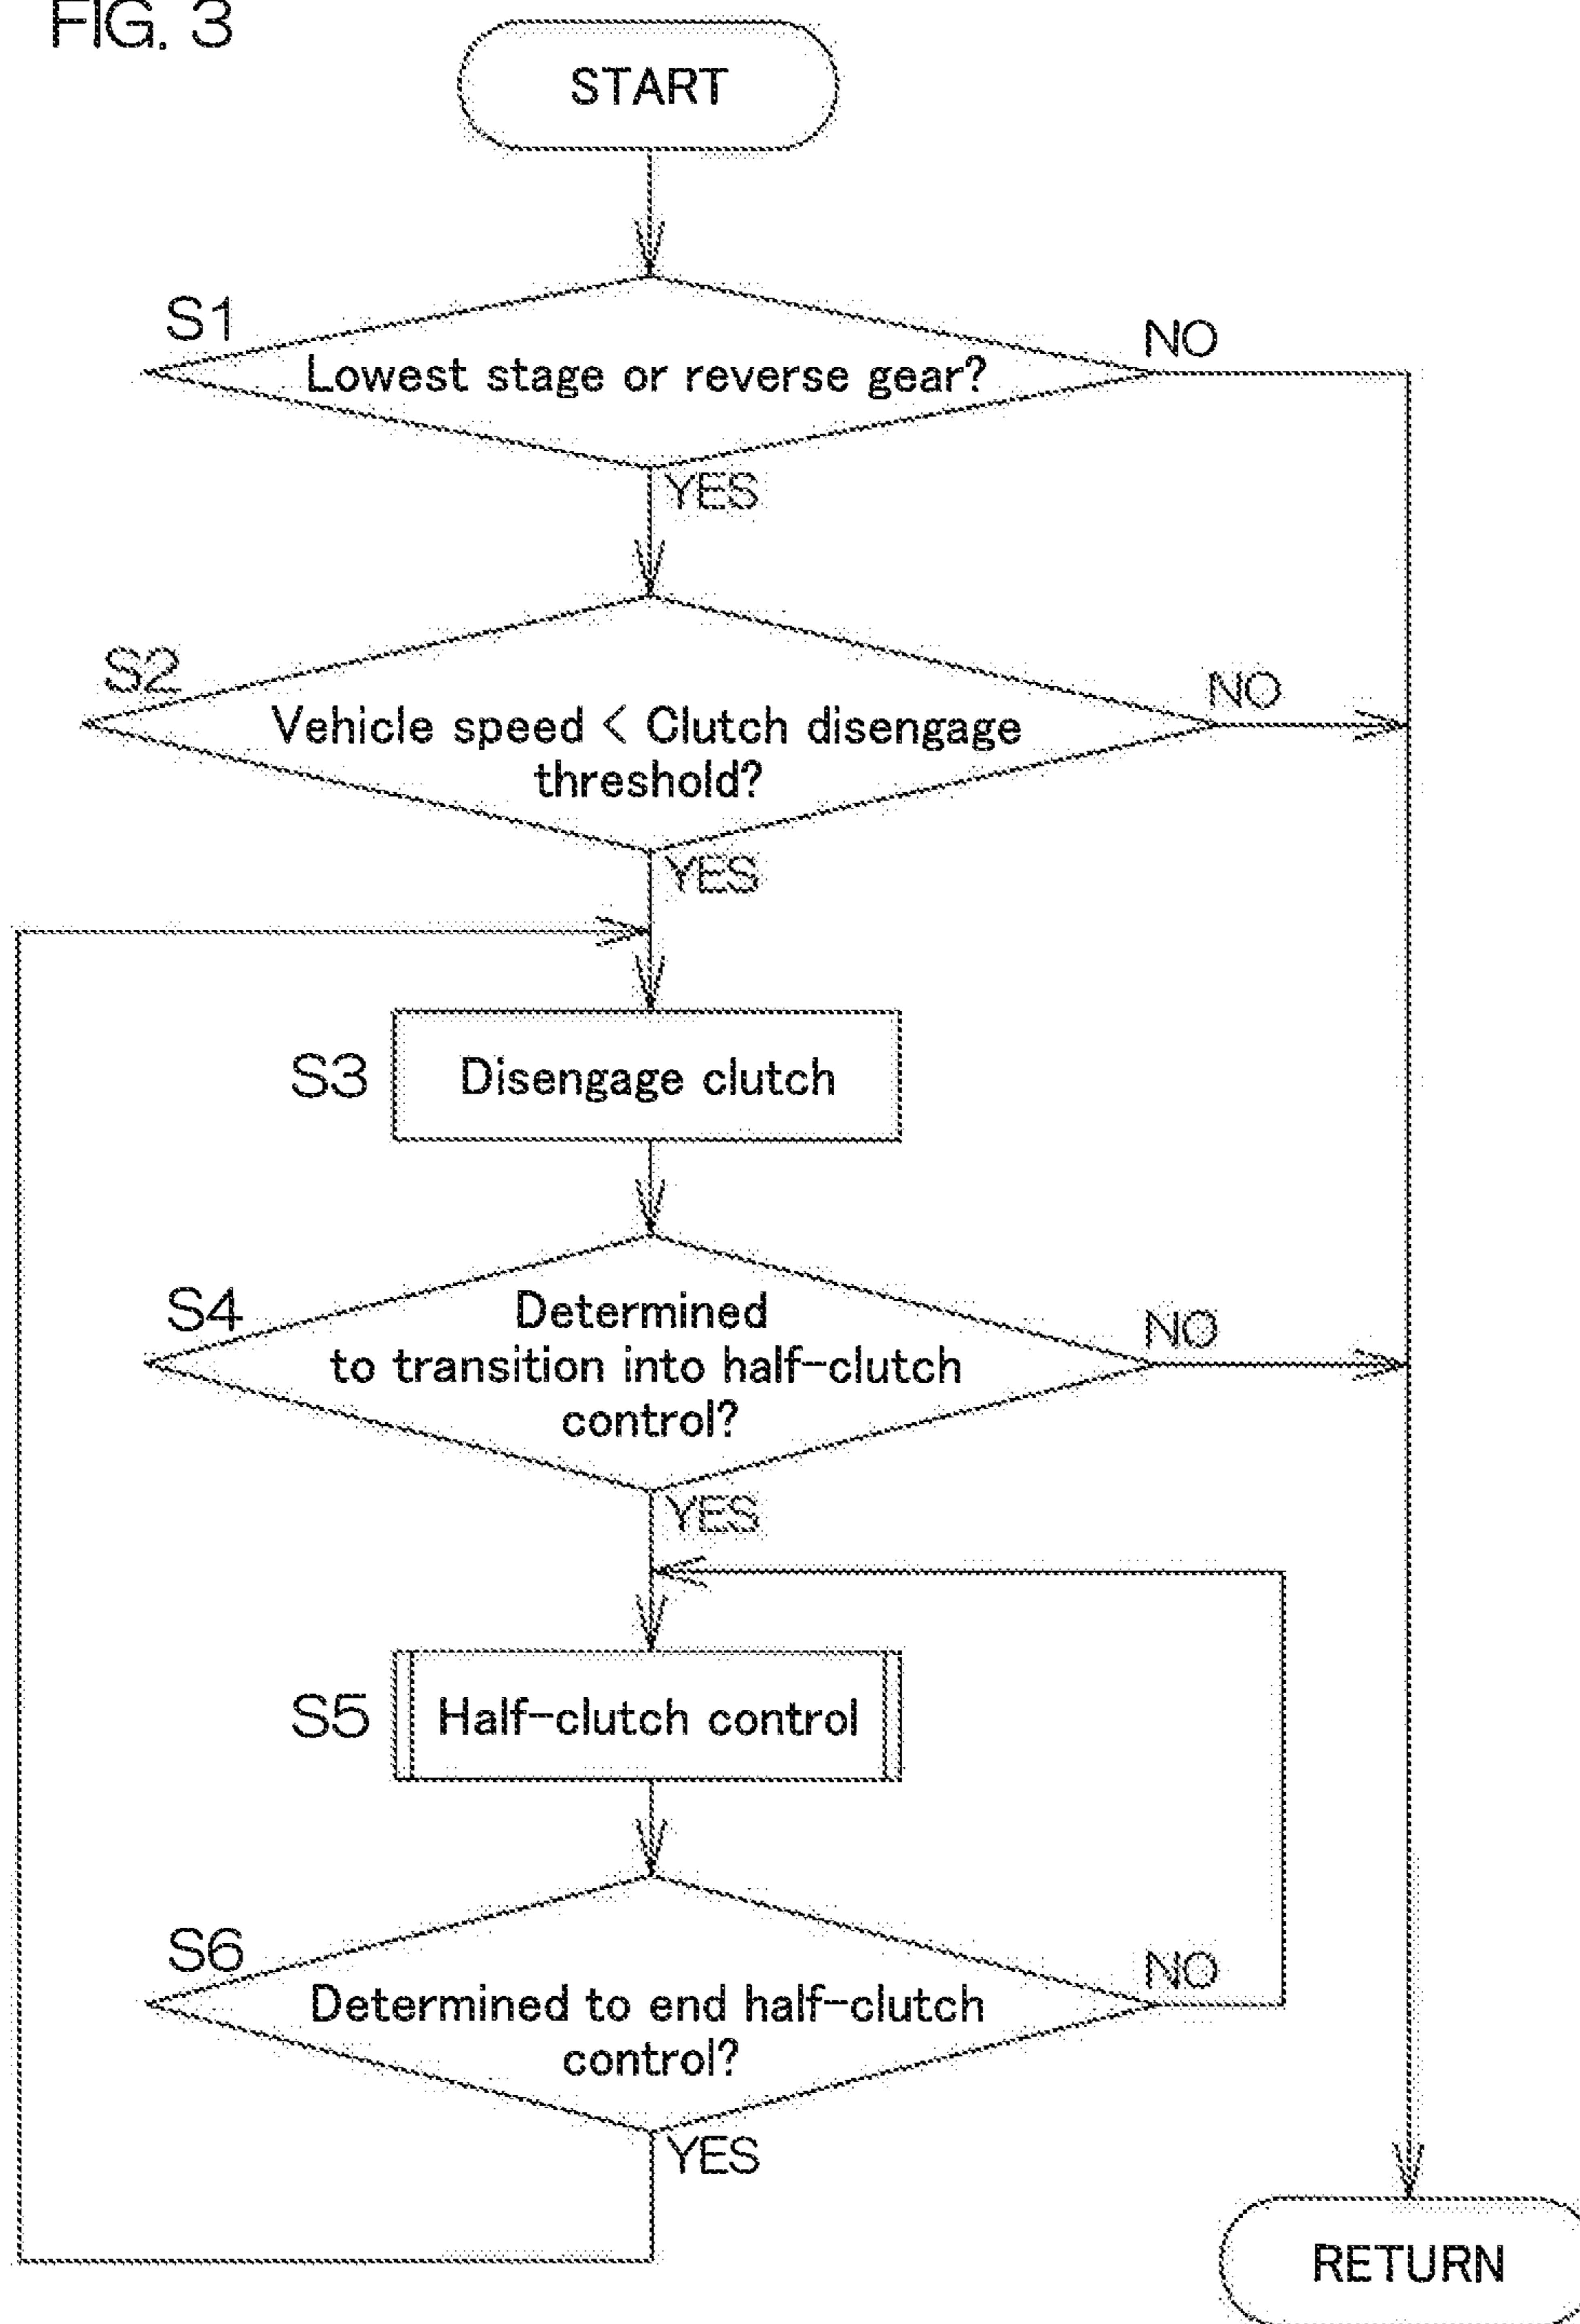 FIG. 3
START
S1
Lowest stage or reverse gear?
NO
YES
S2
Vehicle speed < Clutch disengage
threshold?
NO
YES
S3
Disengage clutch
S4
Determined
to transition into half-clutch
control?
NO
YES
S5
Half-clutch control
S6
Determined to end half-clutch
control?
NO
YES
RETURN